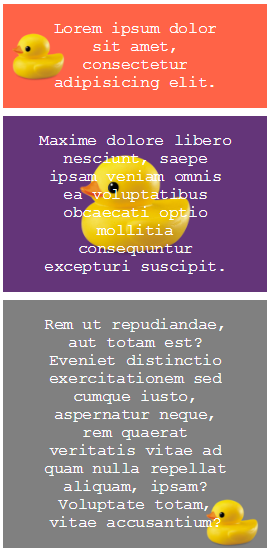 Lorem ipsum dolor
sit amet,
consectetur
adipisicing elit.
Maxime dolore libero
nesciunt, saepe
ipsam veniam omnis
ea voluptatibus
obcaecati optio
mollitia
consequuntur
excepturi suscipit.
Rem ut repudiandae,
aut totam est?
Eveniet distinctio
exercitationem sed
cumque iusto,
aspernatur neque,
rem quaerat
veritatis vitae ad
quam nulla repellat
aliquam, ipsam?
Voluptate totam,
vitae accusantium?